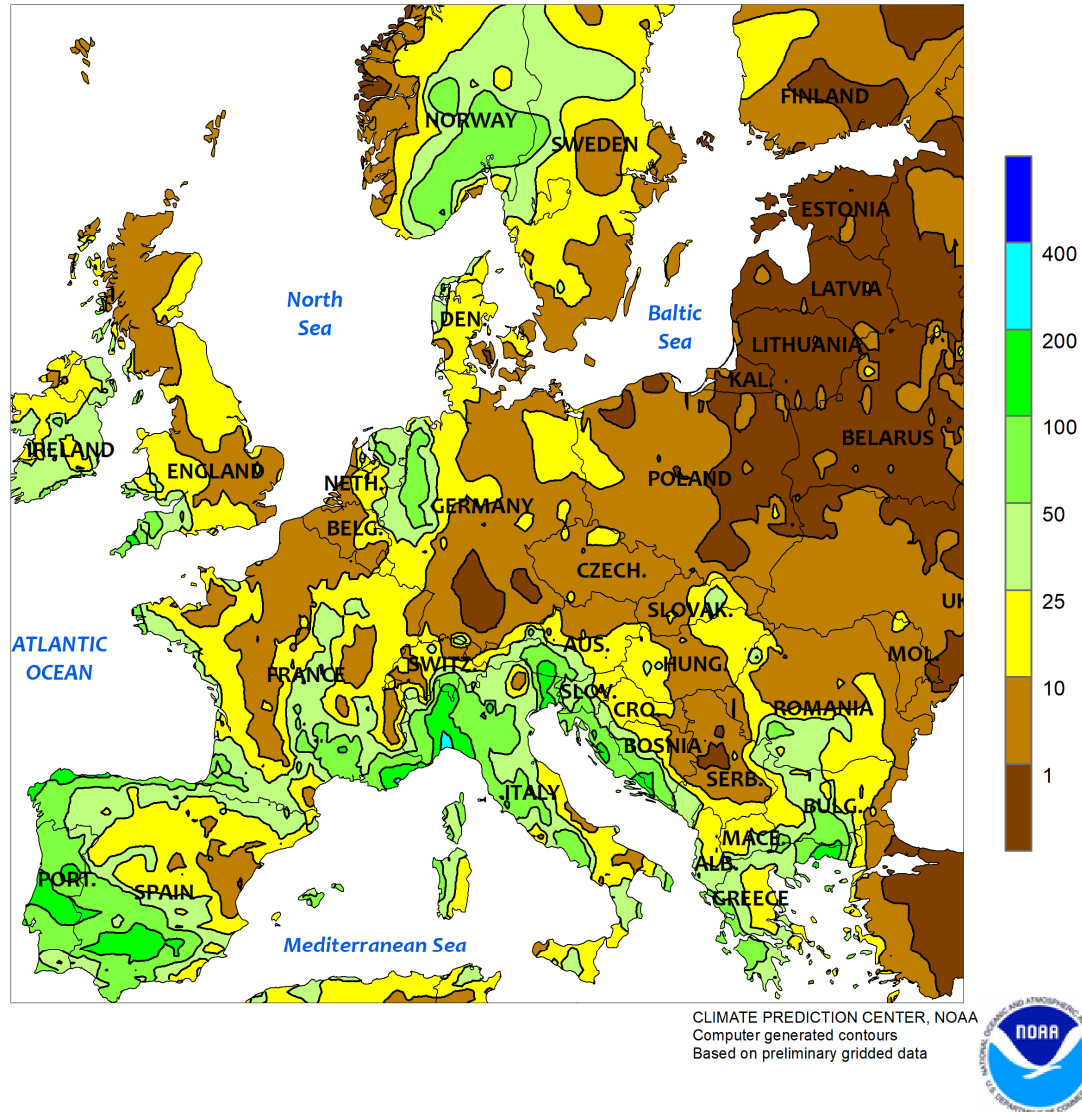 FINLAND
NORWAY
SWEDEN
ESTONIA
LATVIA
North
Sea
Baltic
Sea
DEN.
LITHUANIA
KAL.
BELARUS
IRELAND
ENGLAND
NETH.
POLAND
GERMANY
BELG.
CZECH.
SLOVAK.
UK
ATLANTIC
OCEAN
AUS.
MOL.
FRANCE
SWITZ.
HUNG.
SLOV.
CRO.
ROMANIA
BOSNIA
SERB.
ITALY
BULG.
MACE.
ALB.
PORT.
SPAIN
GREECE
Mediterranean Sea
400
200
100
50
25
10
1
CLIMATE PREDICTION CENTER, NOAA
Computer generated contours
Based on preliminary gridded data
NOAA